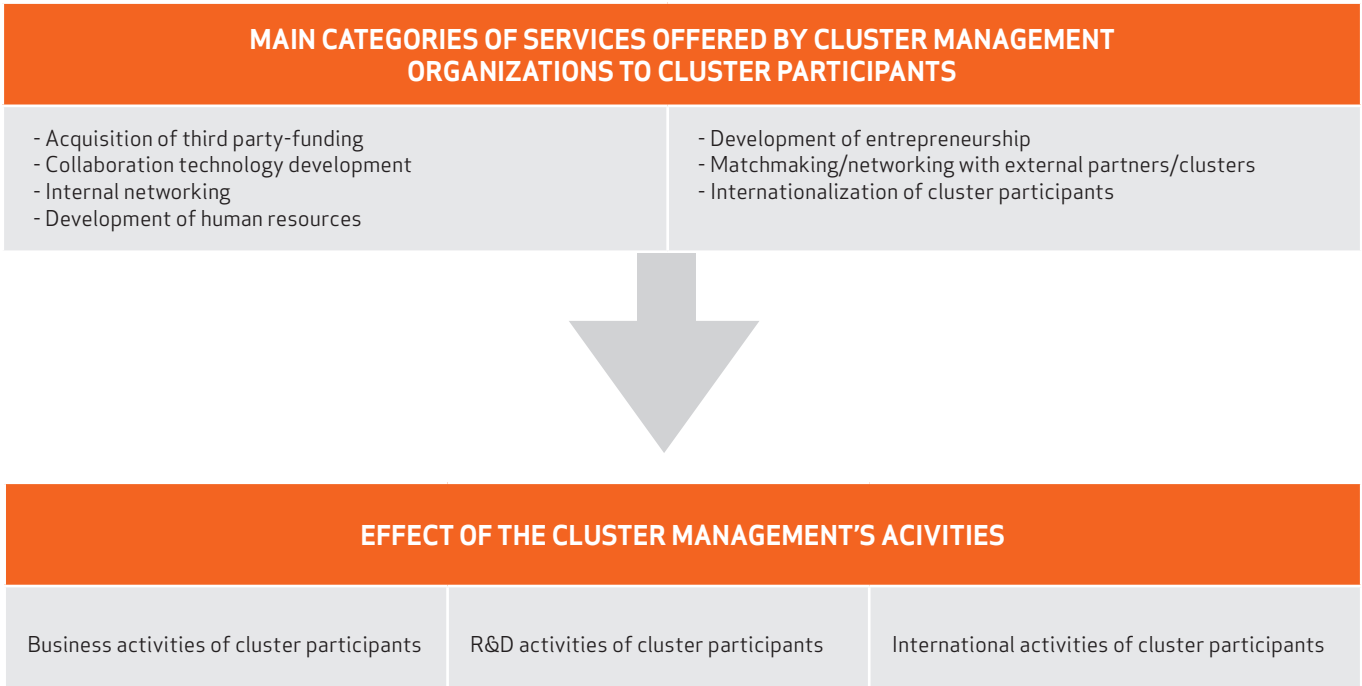 MAIN CATEGORIES OF SERVICES OFFERED BY CLUSTER MANAGEMENT
ORGANIZATIONS TO CLUSTER PARTICIPANTS
- Acquisition of third party-funding
- Collaboration technology development
- Internal networking
- Development of human resources
- Development of entrepreneurship
- Matchmaking/networking with external partners/clusters
- Internationalization of cluster participants
EFFECT OF THE CLUSTER MANAGEMENT’S ACIVITIES
Business activities of cluster participants
R&D activities of cluster participants
International activities of cluster participants